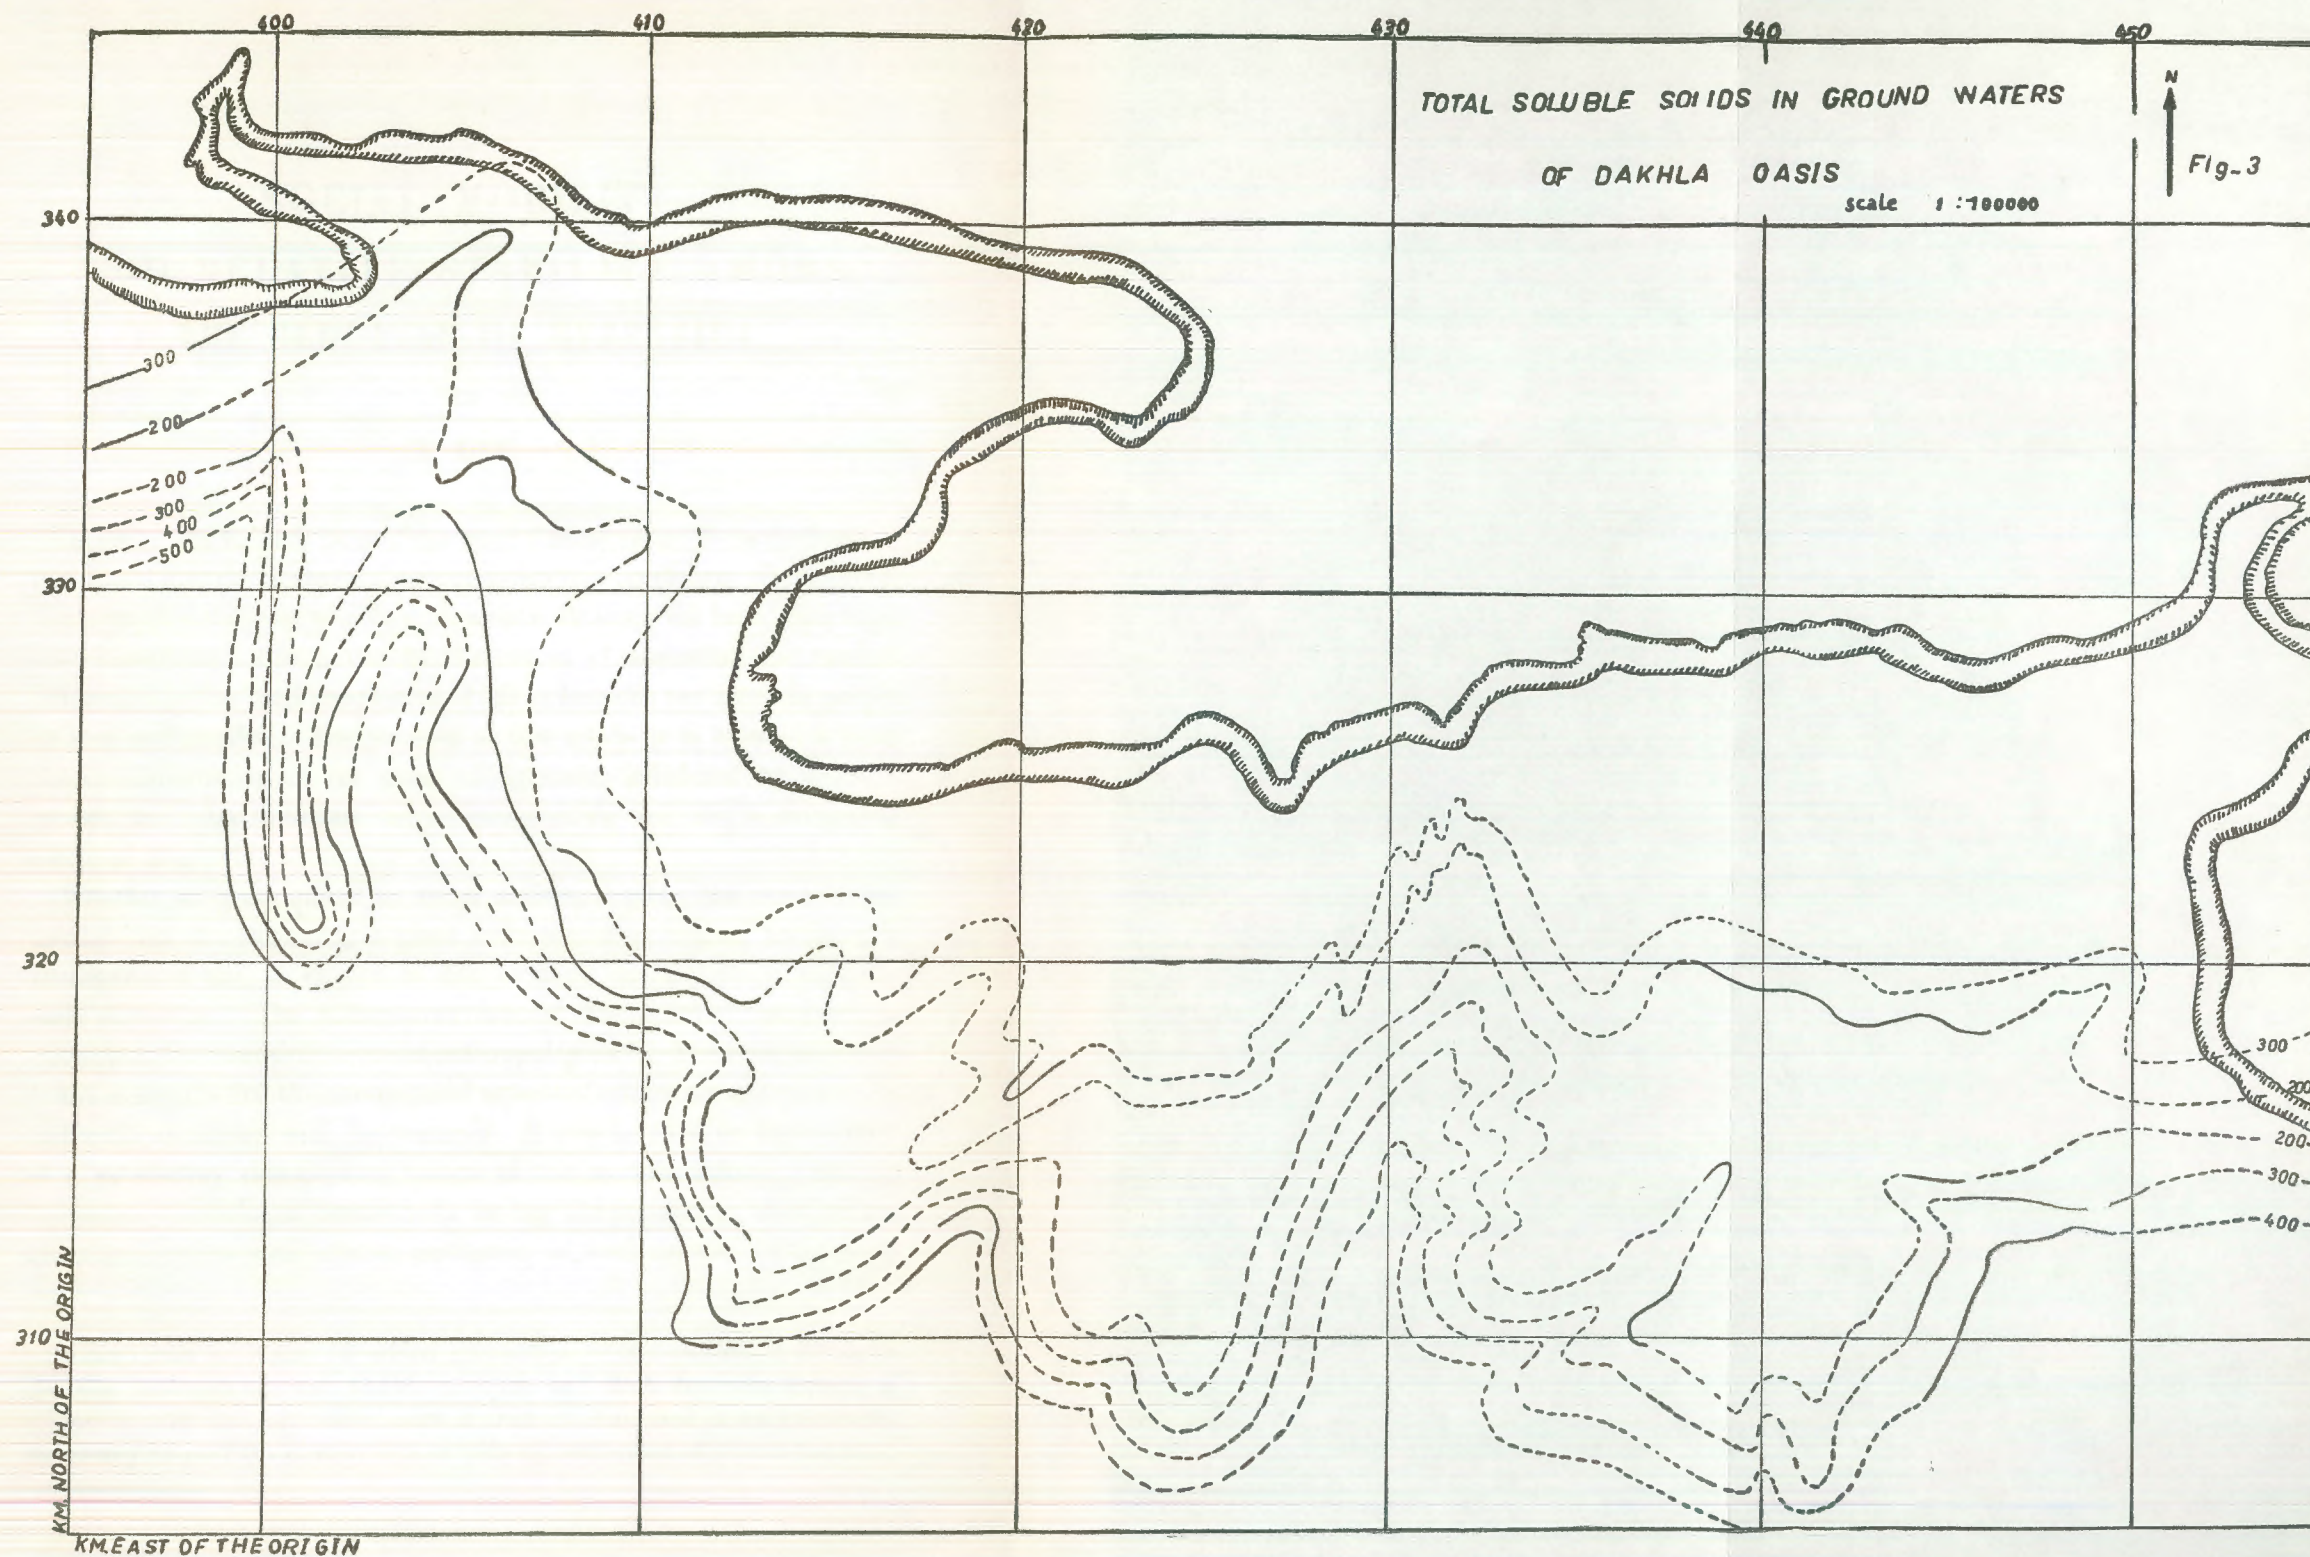 400 410 420 430 440 450
TOTAL SOLUBLE SOLIDS IN GROUND WATERS
OF DAKHLA OASIS
scale 1 : 100000
N
Fig-3
340
300
200
200
300
400
500
330
320
300
200
200
300
400
310
KM. NORTH OF THE ORIGIN
KM.EAST OF THE ORIGIN